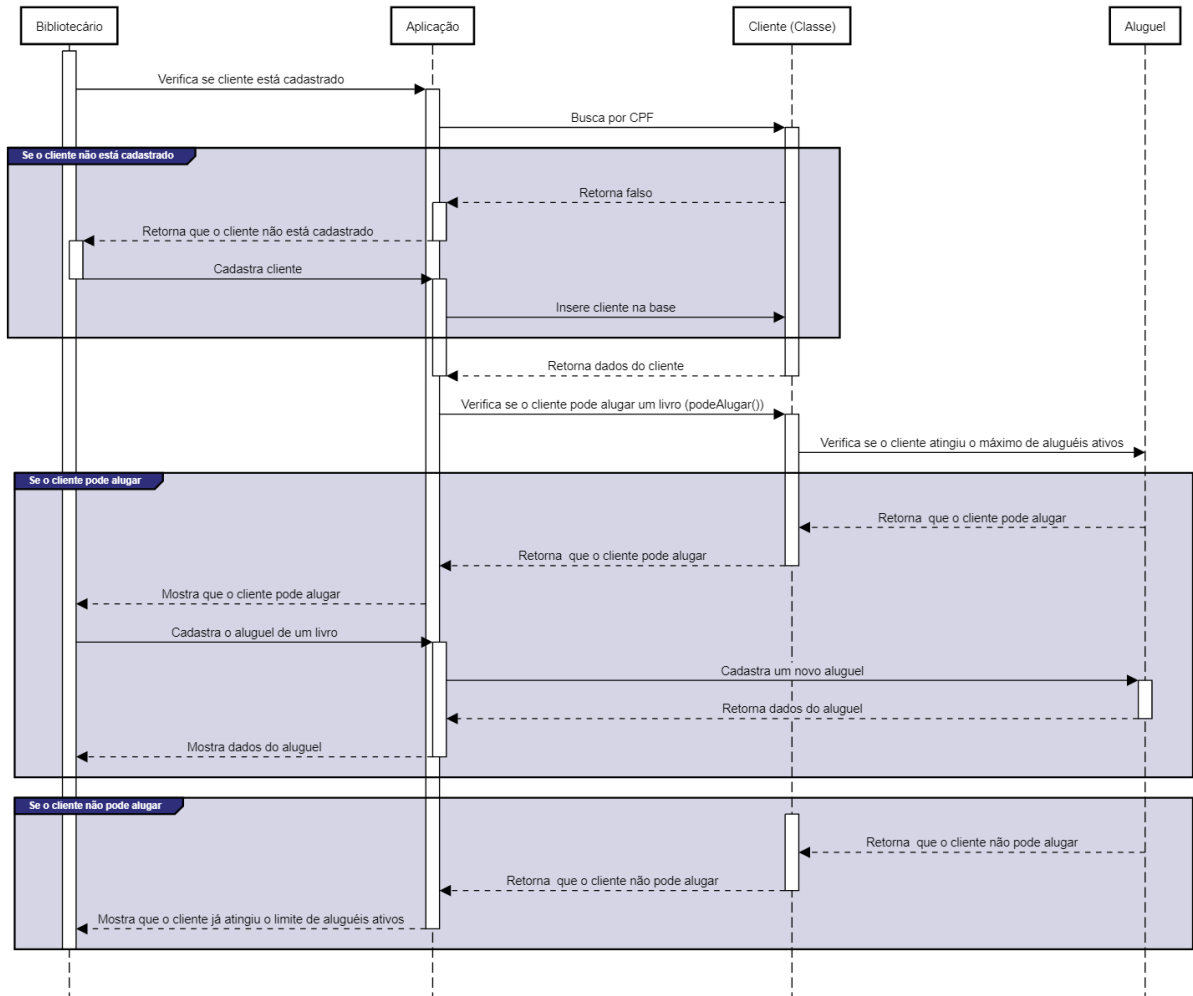 Bibliotecário
Aplicação
Cliente (Classe)
Aluguel
Verifica se cliente está cadastrado
Busca por CPF
Se o cliente não está cadastrado
Retorna falso
Retorna que o cliente não está cadastrado
Cadastra cliente
Insere cliente na base
Retorna dados do cliente
Verifica se o cliente pode alugar um livro (podeAlugar())
Verifica se o cliente atingiu o máximo de aluguéis ativos
Se o cliente pode alugar
Retorna  que o cliente pode alugar
Retorna  que o cliente pode alugar
Mostra que o cliente pode alugar
Cadastra o aluguel de um livro
Cadastra um novo aluguel
Retorna dados do aluguel
Mostra dados do aluguel
Se o cliente não pode alugar
Retorna  que o cliente não pode alugar
Retorna  que o cliente não pode alugar
Mostra que o cliente já atingiu o limite de aluguéis ativos